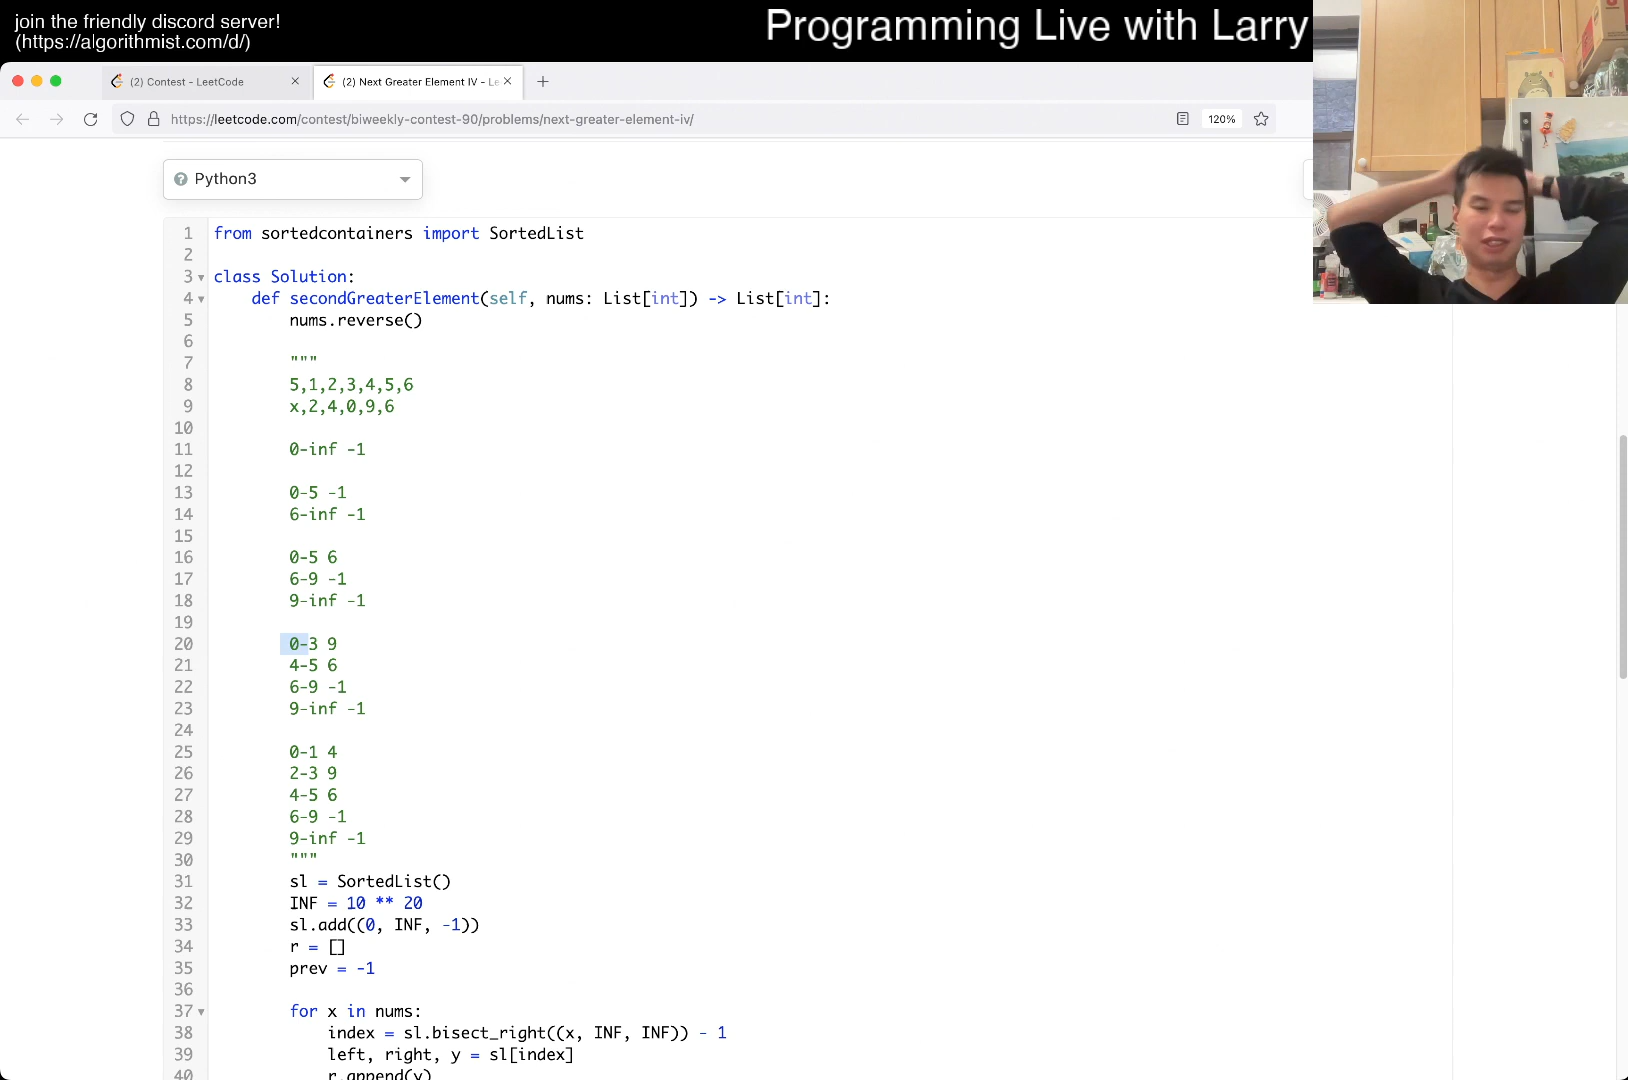 join the friendly discord server!
(https://algorithmist.com/d/)
Programming Live with Larry
(2) Contest - LeetCode
(2) Next Greater Element IV - Le
https://leetcode.com/contest/biweekly-contest-90/problems/next-greater-element-iv/
120%
Python3
1 from sortedcontainers import SortedList
2
3 class Solution:
4 def secondGreaterElement(self, nums: List[int]) -> List[int]:
5 nums.reverse()
6
7 """
8 5,1,2,3,4,5,6
9 x,2,4,0,9,6
10
11 0-inf -1
12
13 0-5 -1
14 6-inf -1
15
16 0-5 6
17 6-9 -1
18 9-inf -1
19
20 0-3 9
21 4-5 6
22 6-9 -1
23 9-inf -1
24
25 0-1 4
26 2-3 9
27 4-5 6
28 6-9 -1
29 9-inf -1
30 """
31 sl = SortedList()
32 INF = 10 ** 20
33 sl.add((0, INF, -1))
34 r = []
35 prev = -1
36
37 for x in nums:
38 index = sl.bisect_right((x, INF, INF)) - 1
39 left, right, y = sl[index]
40 r.append(y)